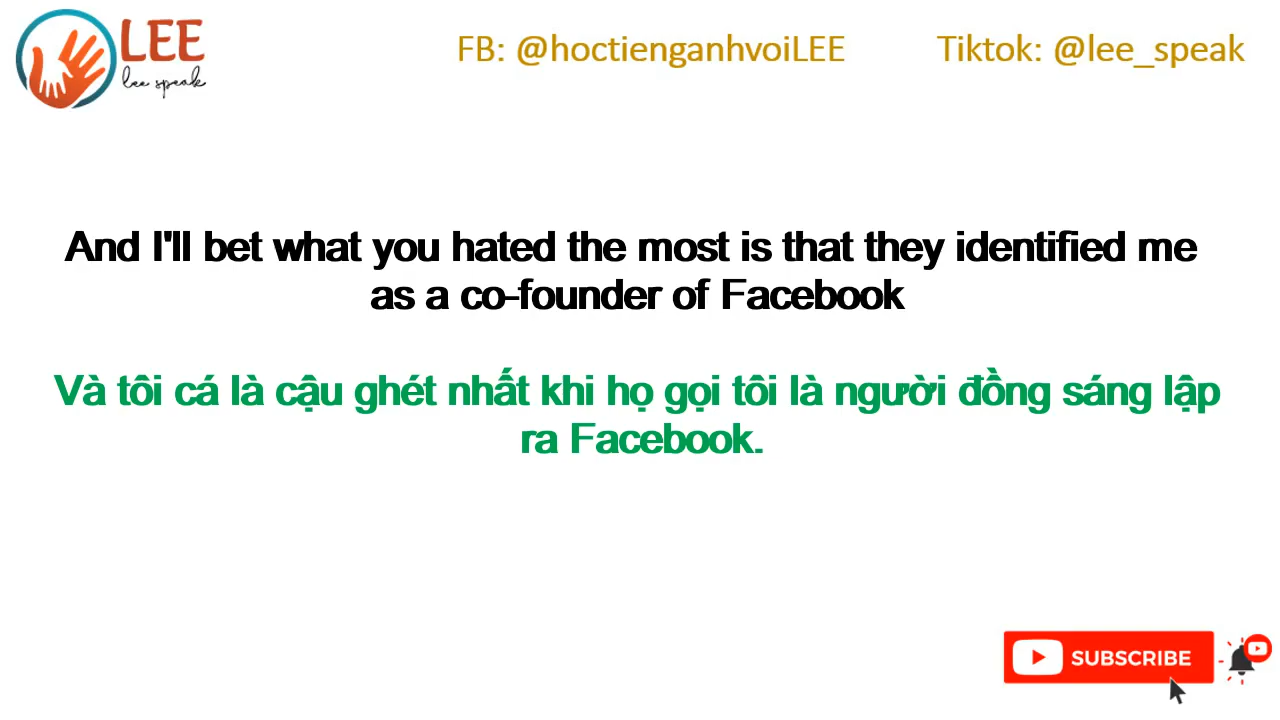 LEE
lee speak
FB: @hoctienganhvoiLEE
Tiktok: @lee_speak
And I'll bet what you hated the most is that they identified me
as a co-founder of Facebook
Và tôi cá là cậu ghét nhất khi họ gọi tôi là người đồng sáng lập
ra Facebook.
SUBSCRIBE